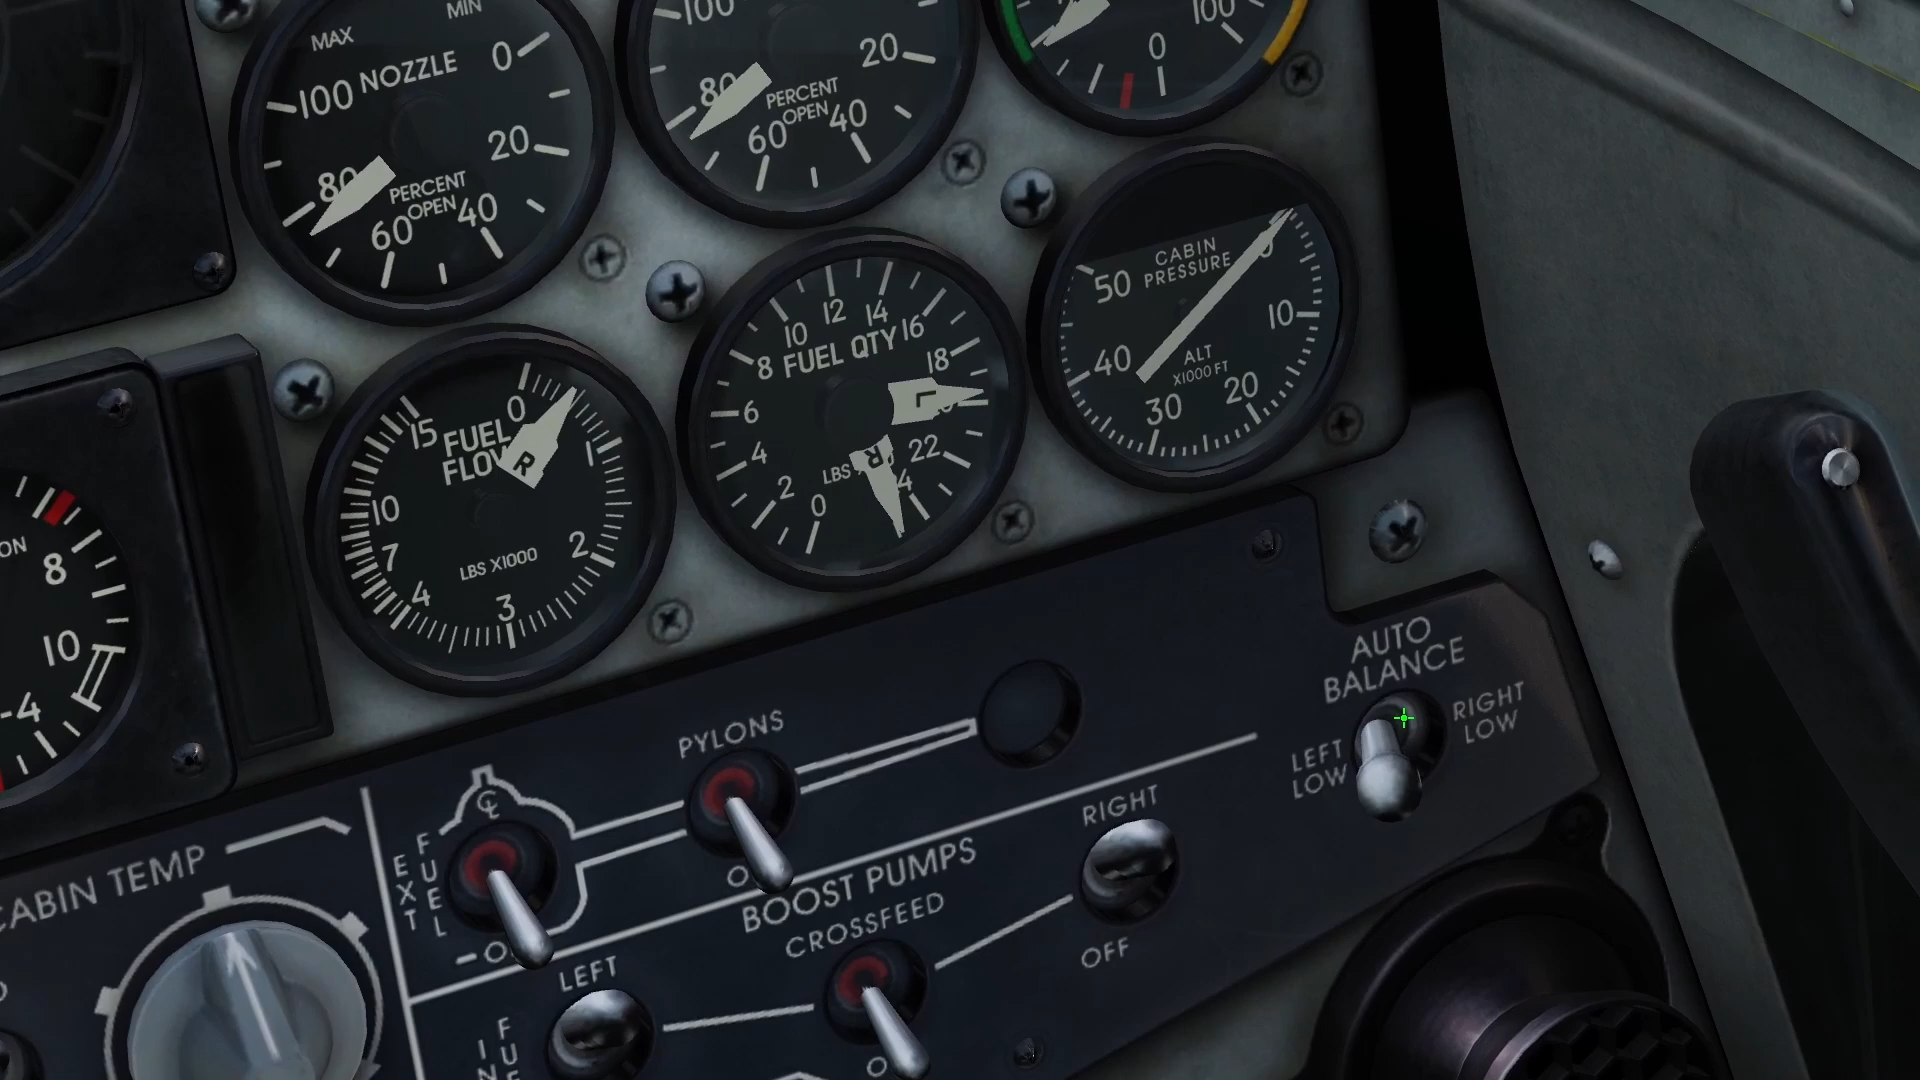 MAX
MIN
100 NOZZLE 0
20
80
PERCENT
OPEN
60
40
100
20
80
PERCENT
OPEN
60
40
100
0
CABIN
PRESSURE
50
10
40
ALT
X1000 FT
30
20
12
14
10
16
8
FUEL QTY
18
6
L
4
R
22
LBS
2
0
0
15
FUEL
1
R
10
LBS X1000
2
7
4
3
ON
8
10
-4
AUTO
BALANCE
RIGHT
LOW
LEFT
LOW
PYLONS
RIGHT
EXT
FUEL
BOOST PUMPS
CROSSFEED
OFF
LEFT
CABIN TEMP